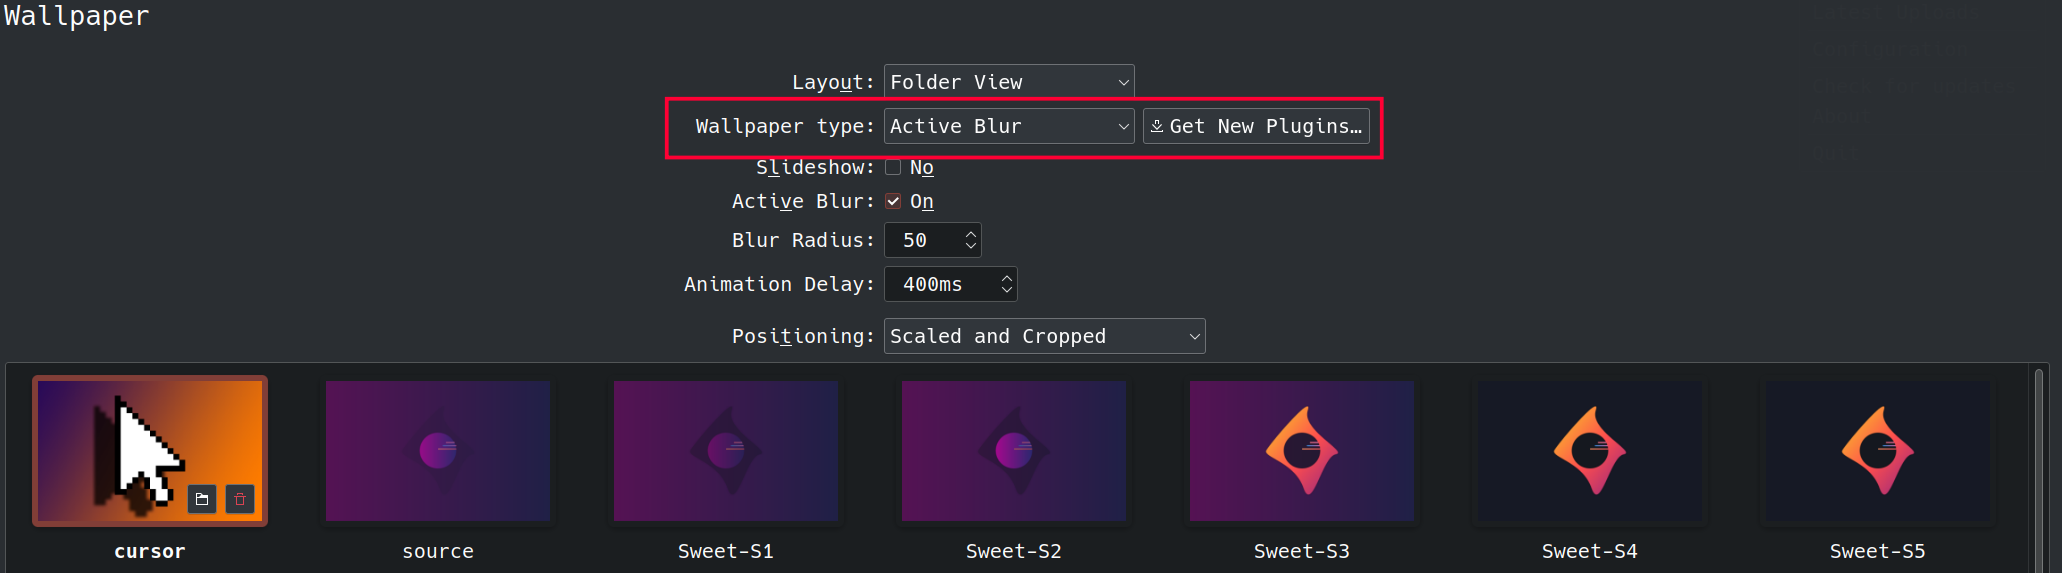 Wallpaper
Layout: Folder View
Wallpaper type: Active Blur Get New Plugins…
Slideshow: No
Active Blur: On
Blur Radius: 50
Animation Delay: 400ms
Positioning: Scaled and Cropped
cursor source Sweet-S1 Sweet-S2 Sweet-S3 Sweet-S4 Sweet-S5